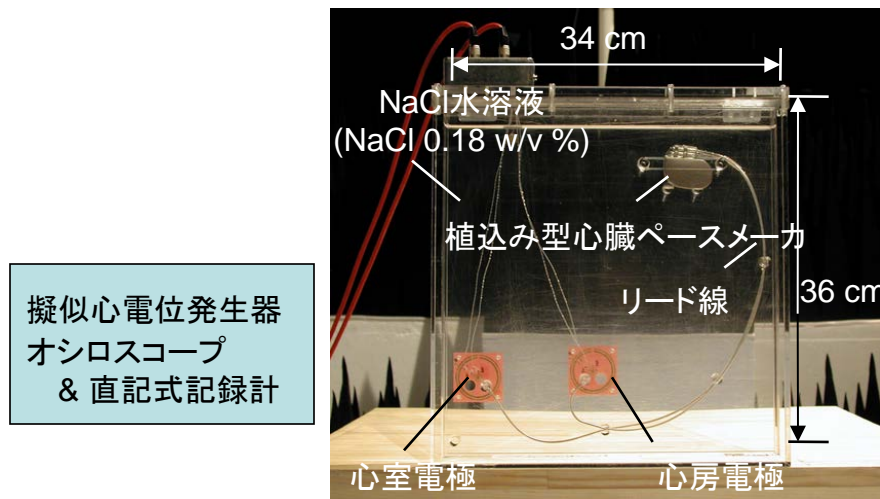 34 cm
NaCl水溶液
(NaCl 0.18 w/v %)
植込み型心臓ペースメーカ
リード線
36 cm
擬似心電位発生器
オシロスコープ
& 直記式記録計
心室電極
心房電極